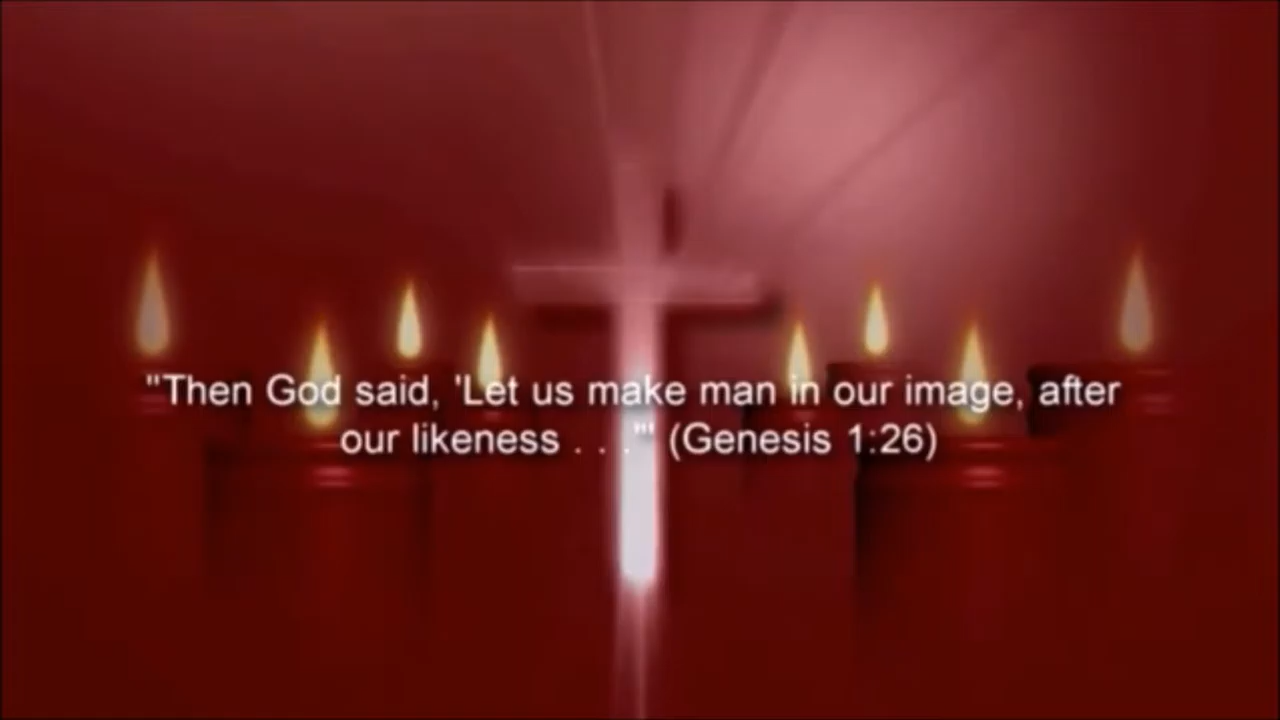 "Then God said, 'Let us make man in our image, after
our likeness . . ."' (Genesis 1:26)